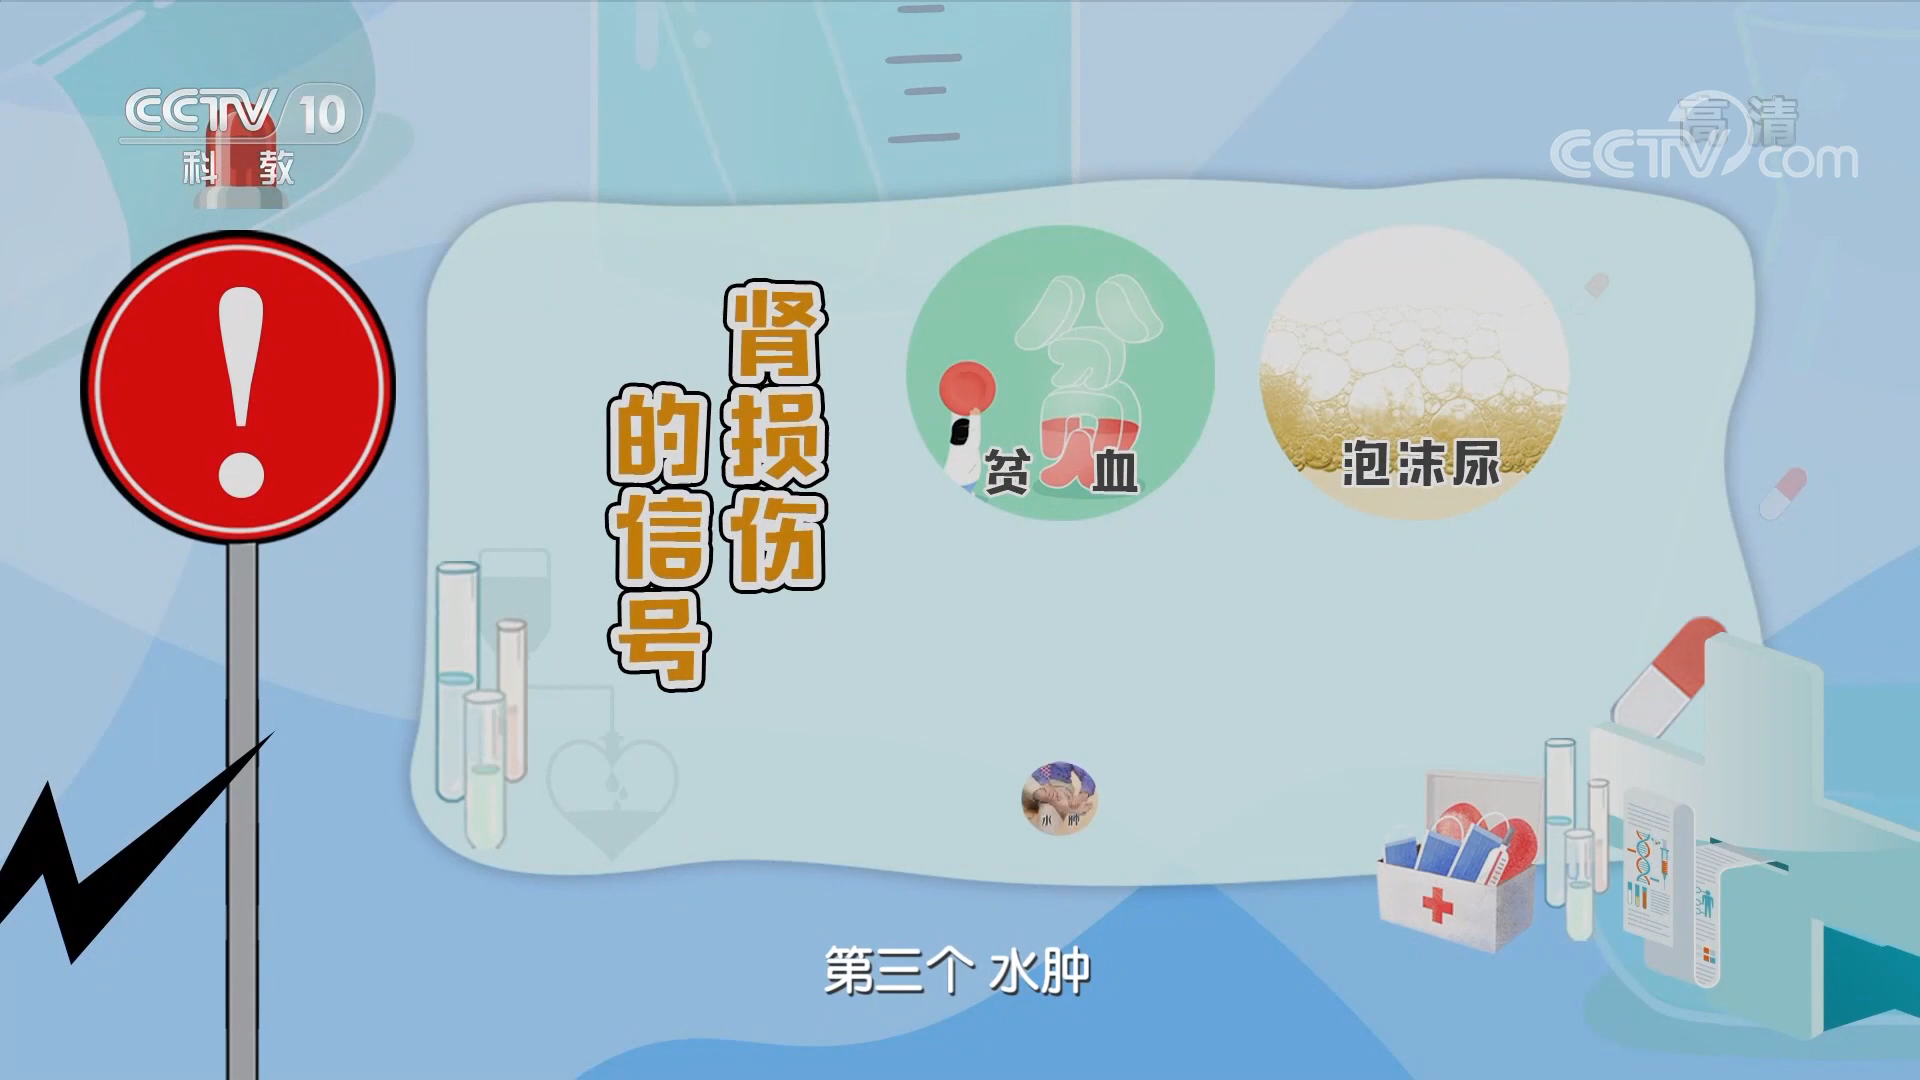 CCTV 10
科 教
高清
CCTV.com
肾损伤
的信号
贫 血
泡沫尿
水 肿
第三个 水肿